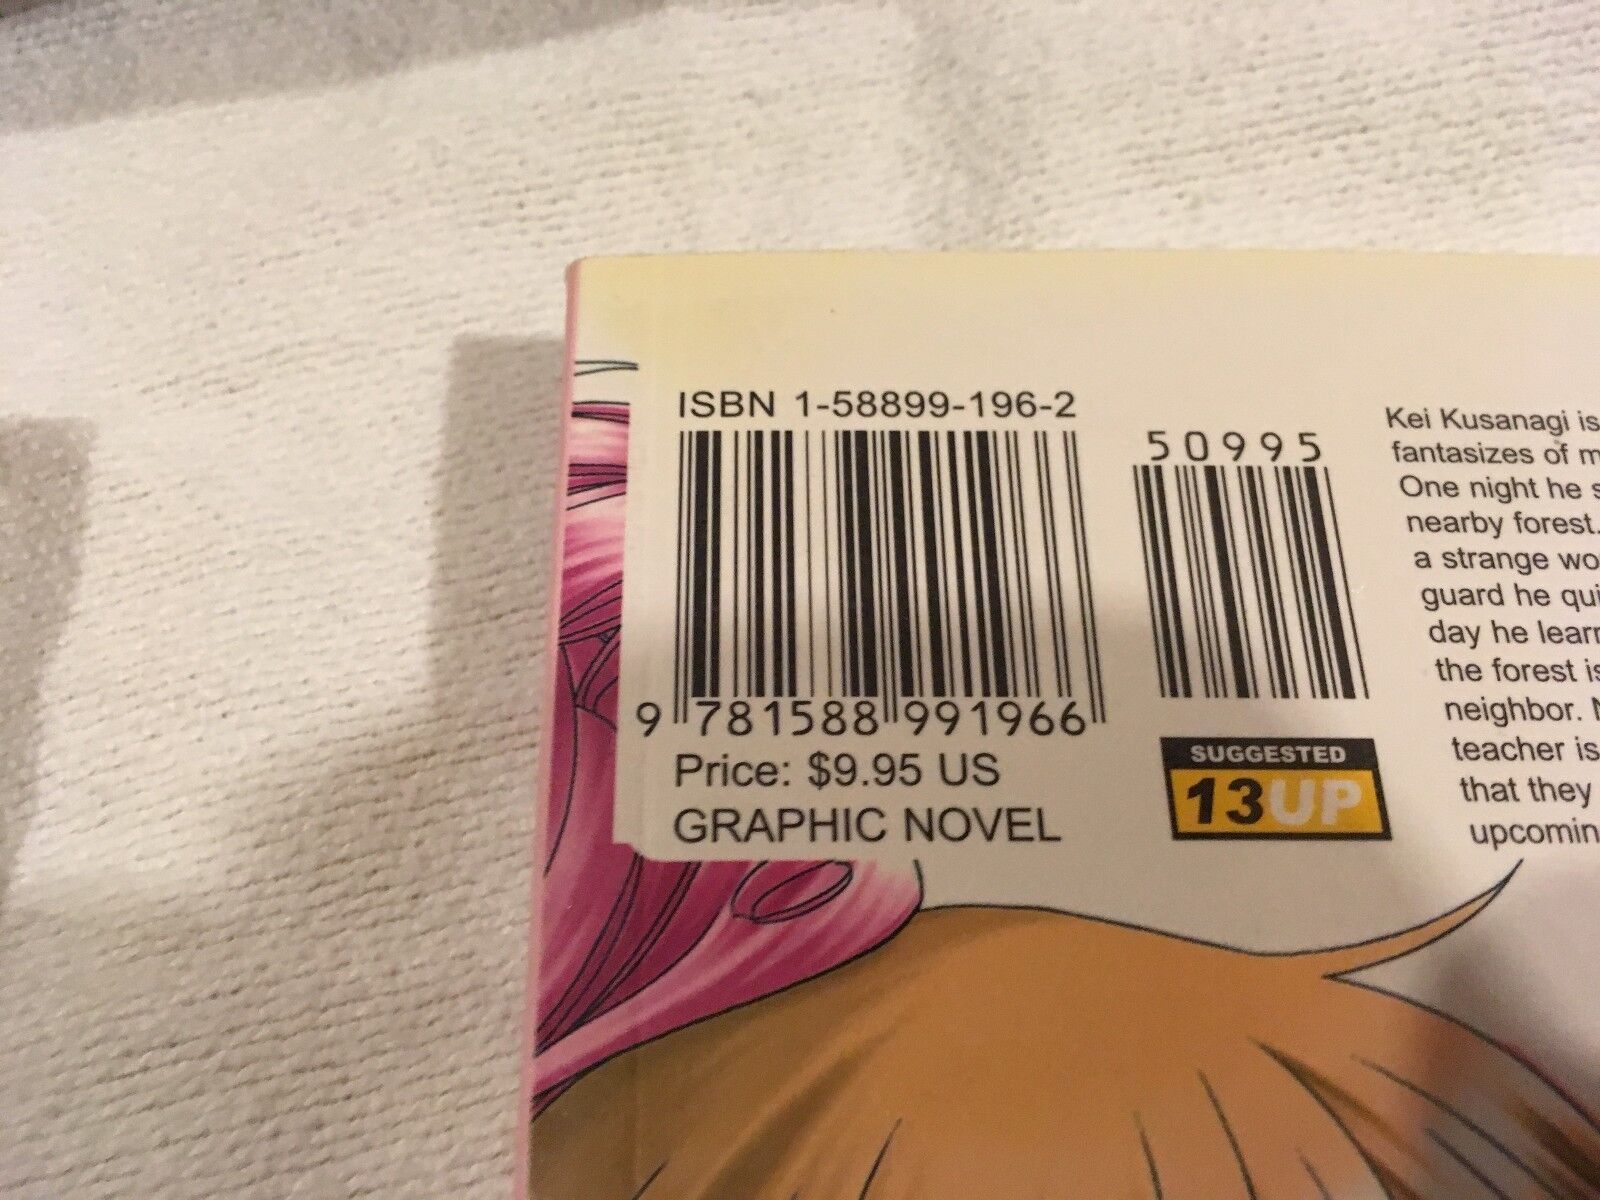 ISBN 1-58899-196-2
50995
9 781588 991966
Price: $9.95 US
GRAPHIC NOVEL
SUGGESTED
13UP
Kei Kusanagi is
fantasizes of
One night he
nearby forest.
a strange
guard he
day he
the forest
neighbor.
teacher is
that they